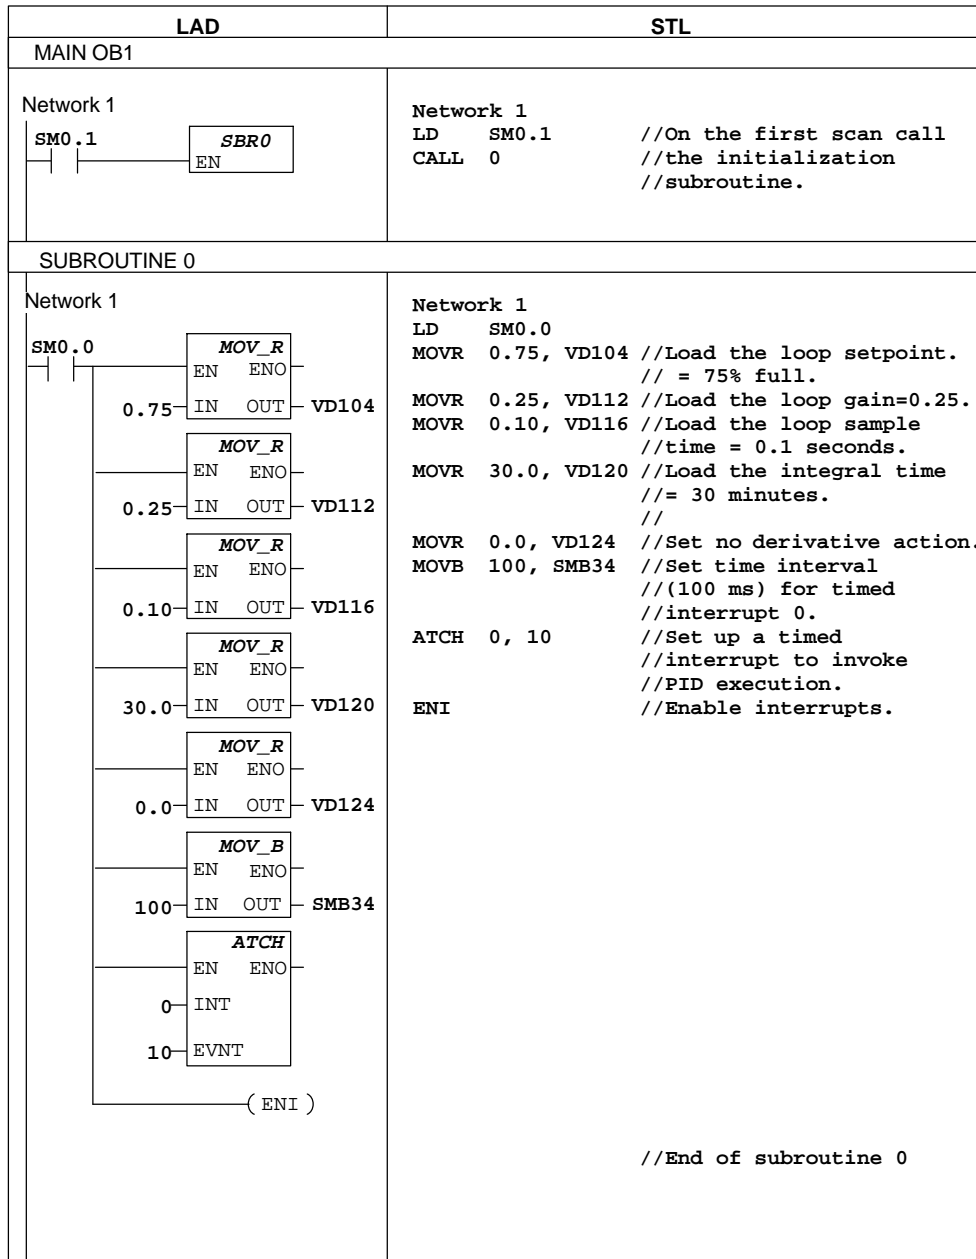 LAD STL
MAIN OB1
Network 1
SM0.1 SBR0
EN
Network 1
LD SM0.1 //On the first scan call
CALL 0 //the initialization
//subroutine.
SUBROUTINE 0
Network 1
SM0.0 MOV_R
EN ENO
0.75 IN OUT VD104
MOV_R
EN ENO
0.25 IN OUT VD112
MOV_R
EN ENO
0.10 IN OUT VD116
MOV_R
EN ENO
30.0 IN OUT VD120
MOV_R
EN ENO
0.0 IN OUT VD124
MOV_B
EN ENO
100 IN OUT SMB34
ATCH
EN ENO
0 INT
10 EVNT
( ENI )
Network 1
LD SM0.0
MOVR 0.75, VD104 //Load the loop setpoint.
// = 75% full.
MOVR 0.25, VD112 //Load the loop gain=0.25.
MOVR 0.10, VD116 //Load the loop sample
//time = 0.1 seconds.
MOVR 30.0, VD120 //Load the integral time
//= 30 minutes.
//
MOVR 0.0, VD124 //Set no derivative action.
MOVB 100, SMB34 //Set time interval
//(100 ms) for timed
//interrupt 0.
ATCH 0, 10 //Set up a timed
//interrupt to invoke
//PID execution.
ENI //Enable interrupts.
//End of subroutine 0